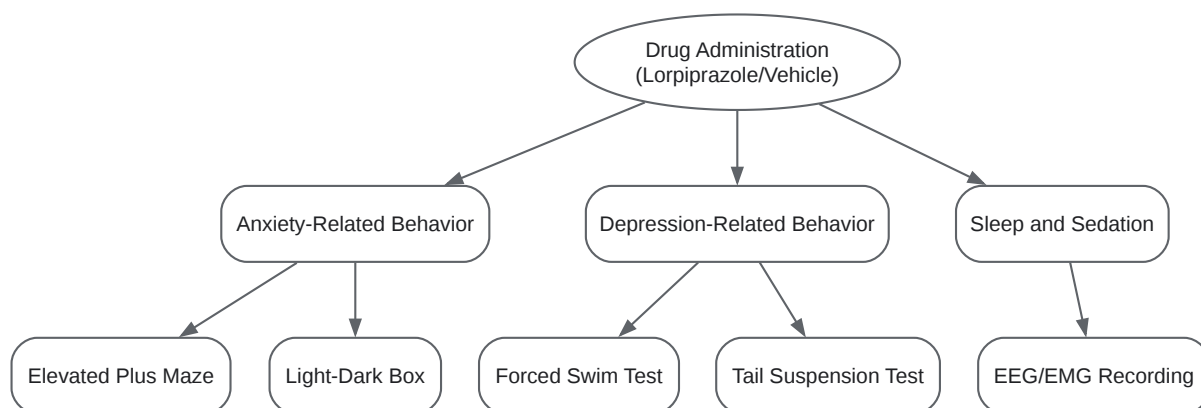 Drug Administration
(Lorpiprazole/Vehicle)
Anxiety-Related Behavior
Depression-Related Behavior
Sleep and Sedation
Elevated Plus Maze
Light-Dark Box
Forced Swim Test
Tail Suspension Test
EEG/EMG Recording